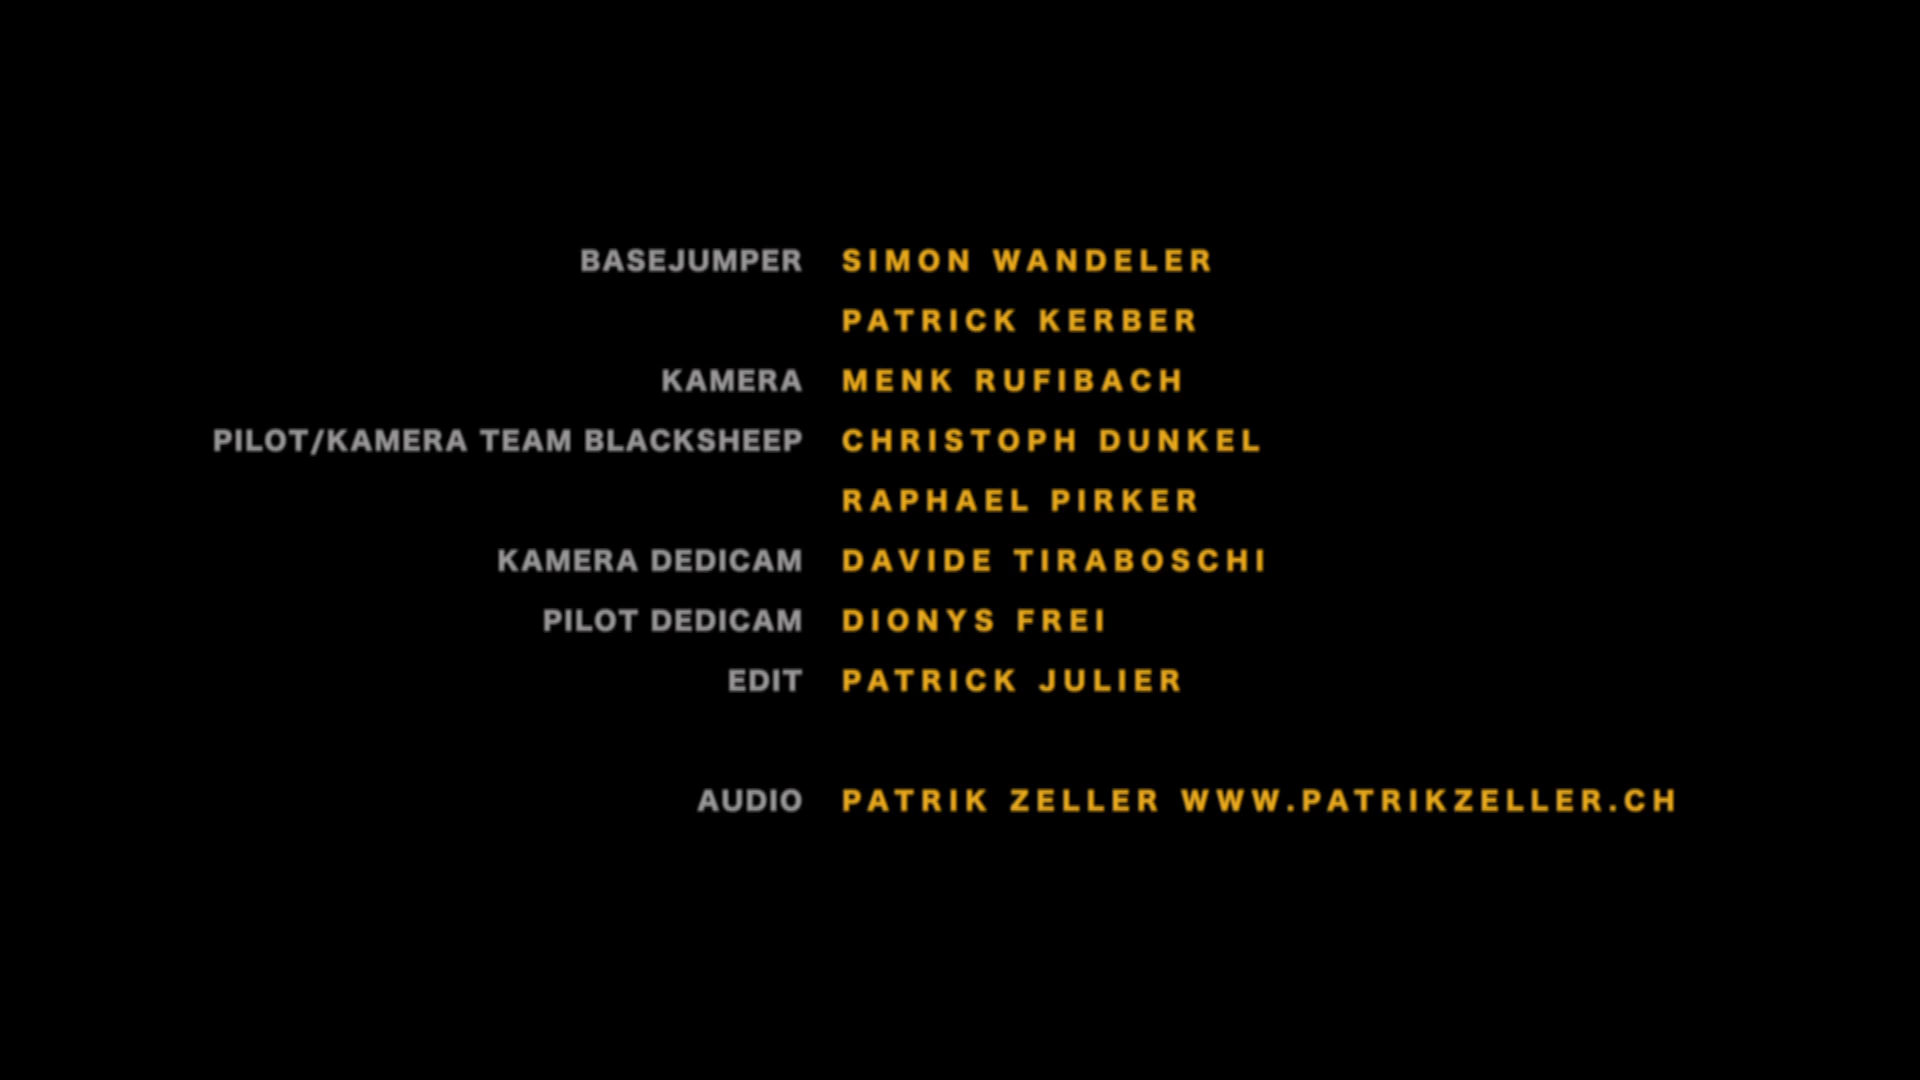 BASEJUMPER SIMON WANDELER
PATRICK KERBER
KAMERA MENK RUFIBACH
PILOT/KAMERA TEAM BLACKSHEEP CHRISTOPH DUNKEL
RAPHAEL PIRKER
KAMERA DEDICAM DAVIDE TIRABOSCHI
PILOT DEDICAM DIONYS FREI
EDIT PATRICK JULIER
AUDIO PATRIK ZELLER WWW.PATRIKZELLER.CH